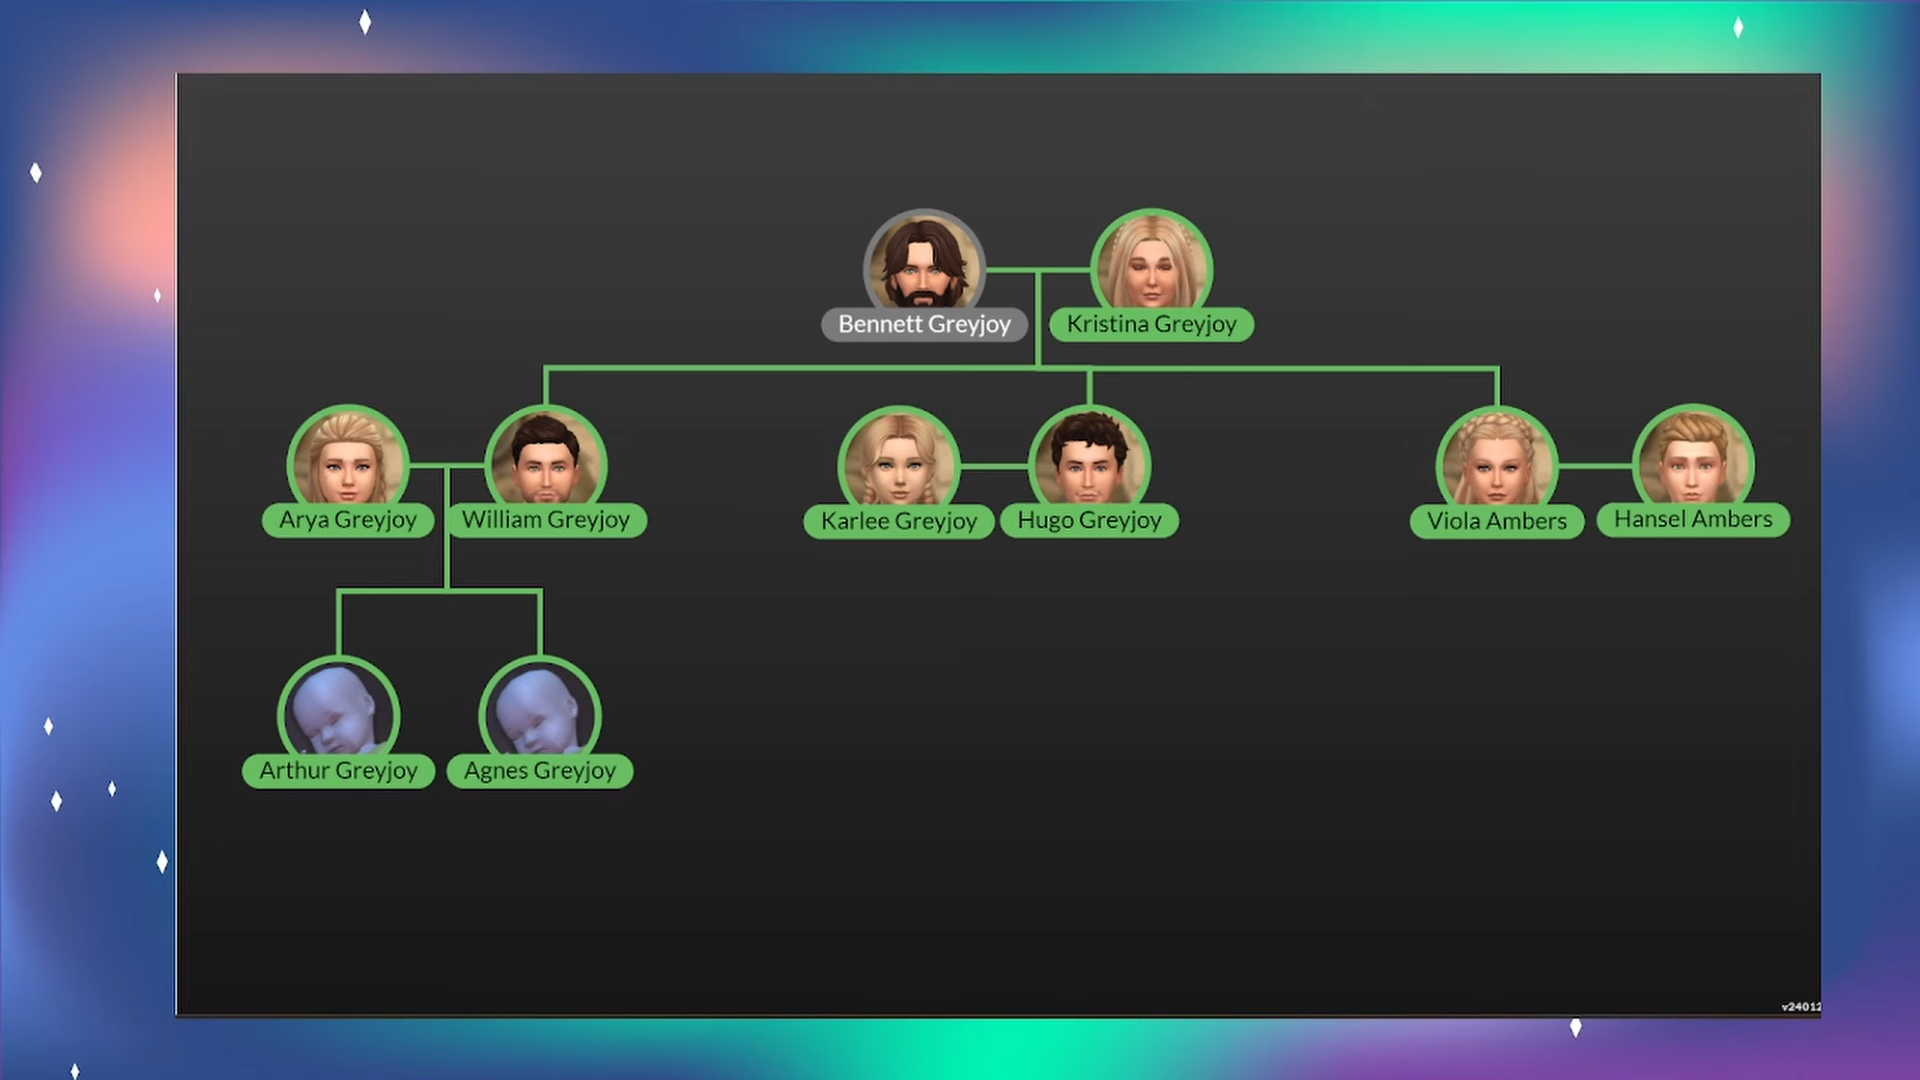 Bennett Greyjoy
Kristina Greyjoy
Arya Greyjoy
William Greyjoy
Karlee Greyjoy
Hugo Greyjoy
Viola Ambers
Hansel Ambers
Arthur Greyjoy
Agnes Greyjoy
v24012